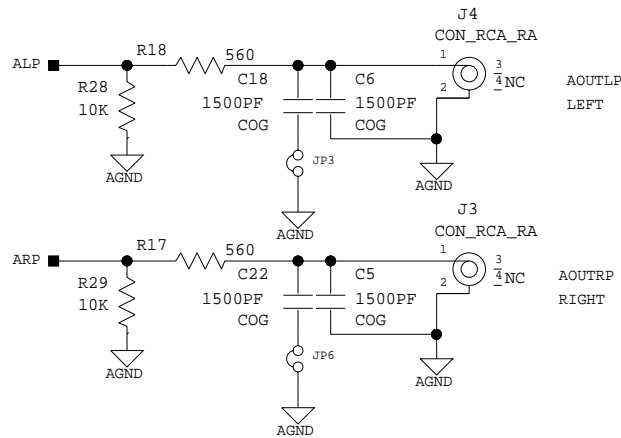 J4
CON_RCA_RA
R18
560
1
3
ALP
C18
C6
4
NC
AOUTLP
R28
1500PF
1500PF
2
LEFT
10K
COG
COG
JP3
AGND
AGND
AGND
J3
CON_RCA_RA
R17
560
1
3
ARP
C22
C5
4
NC
AOUTRP
R29
1500PF
1500PF
2
RIGHT
10K
COG
COG
JP6
AGND
AGND
AGND